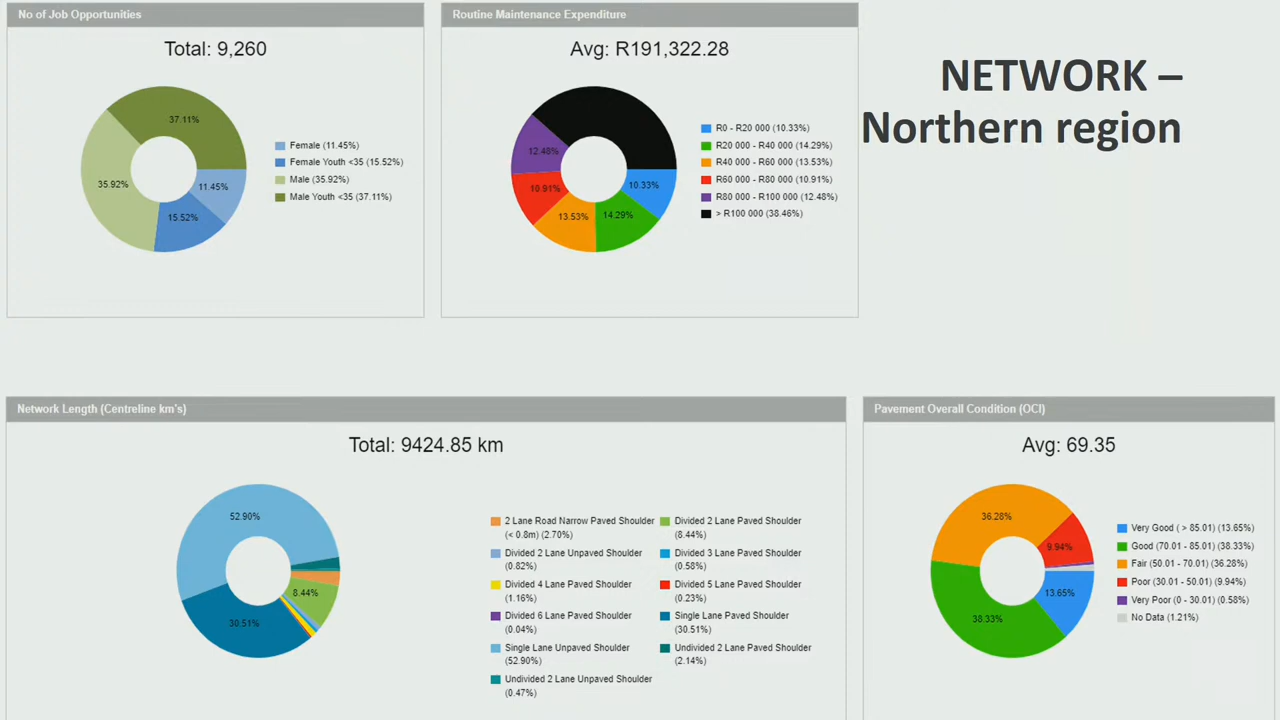 No of Job Opportunities
Total: 9,260
37.11%
35.92%
11.45%
15.52%
Female (11.45%)
Female Youth <35 (15.52%)
Male (35.92%)
Male Youth <35 (37.11%)
Routine Maintenance Expenditure
Avg: R191,322.28
12.48%
10.91%
10.33%
13.53%
14.29%
R0 - R20 000 (10.33%)
R20 000 - R40 000 (14.29%)
R40 000 - R60 000 (13.53%)
R60 000 - R80 000 (10.91%)
R80 000 - R100 000 (12.48%)
> R100 000 (38.46%)
NETWORK –
Northern region
Network Length (Centreline km's)
Total: 9424.85 km
52.90%
8.44%
30.51%
2 Lane Road Narrow Paved Shoulder
(< 0.8m) (2.70%)
Divided 2 Lane Paved Shoulder
(8.44%)
Divided 2 Lane Unpaved Shoulder
(0.82%)
Divided 3 Lane Paved Shoulder
(0.58%)
Divided 4 Lane Paved Shoulder
(1.16%)
Divided 5 Lane Paved Shoulder
(0.23%)
Divided 6 Lane Paved Shoulder
(0.04%)
Single Lane Paved Shoulder
(30.51%)
Single Lane Unpaved Shoulder
(52.90%)
Undivided 2 Lane Paved Shoulder
(2.14%)
Undivided 2 Lane Unpaved Shoulder
(0.47%)
Pavement Overall Condition (OCI)
Avg: 69.35
36.28%
9.94%
13.65%
38.33%
Very Good ( > 85.01) (13.65%)
Good (70.01 - 85.01) (38.33%)
Fair (50.01 - 70.01) (36.28%)
Poor (30.01 - 50.01) (9.94%)
Very Poor (0 - 30.01) (0.58%)
No Data (1.21%)